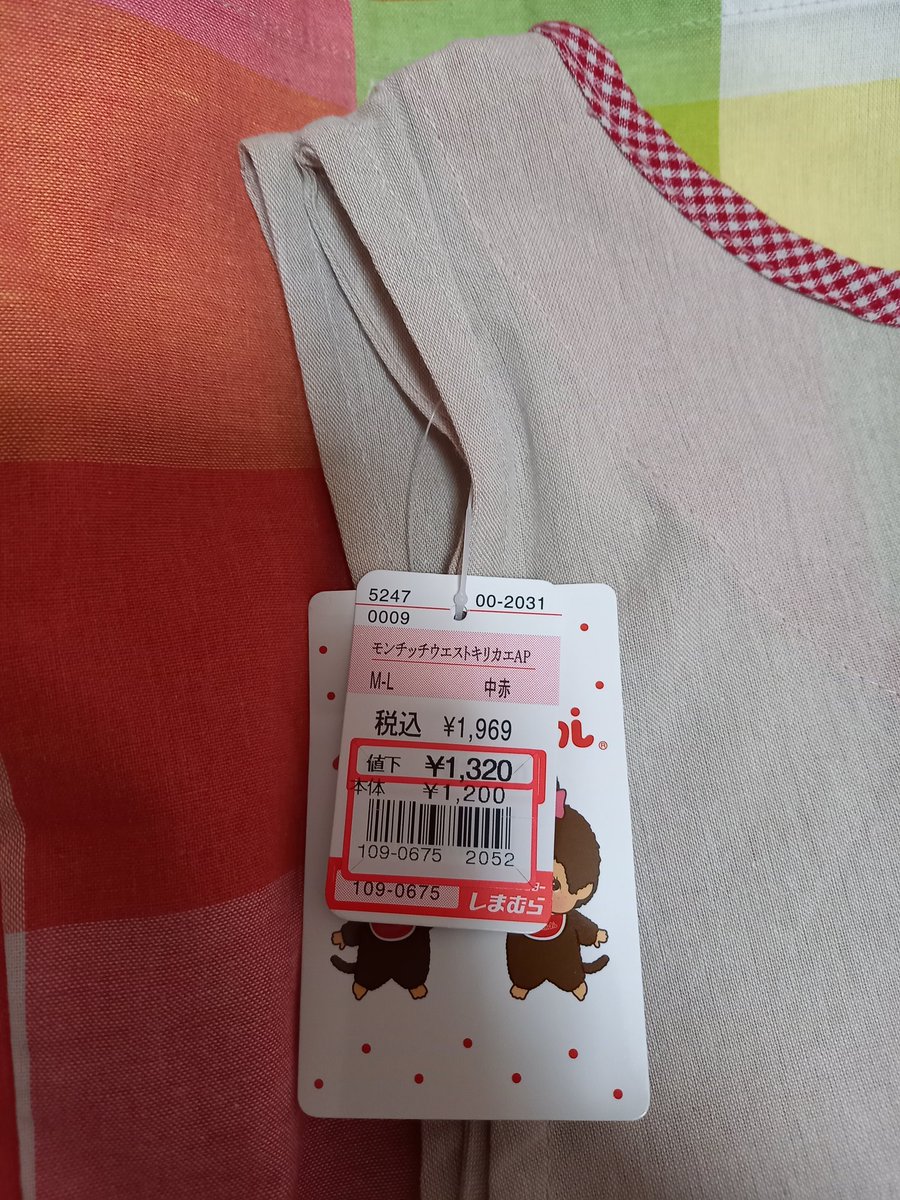 5247 00-2031
0009
モンチッチウエストキリカエAP
M-L 中赤
税込 ¥1,969
値下 ¥1,320
本体 ¥1,200
109-0675 2052
109-0675
しまむら